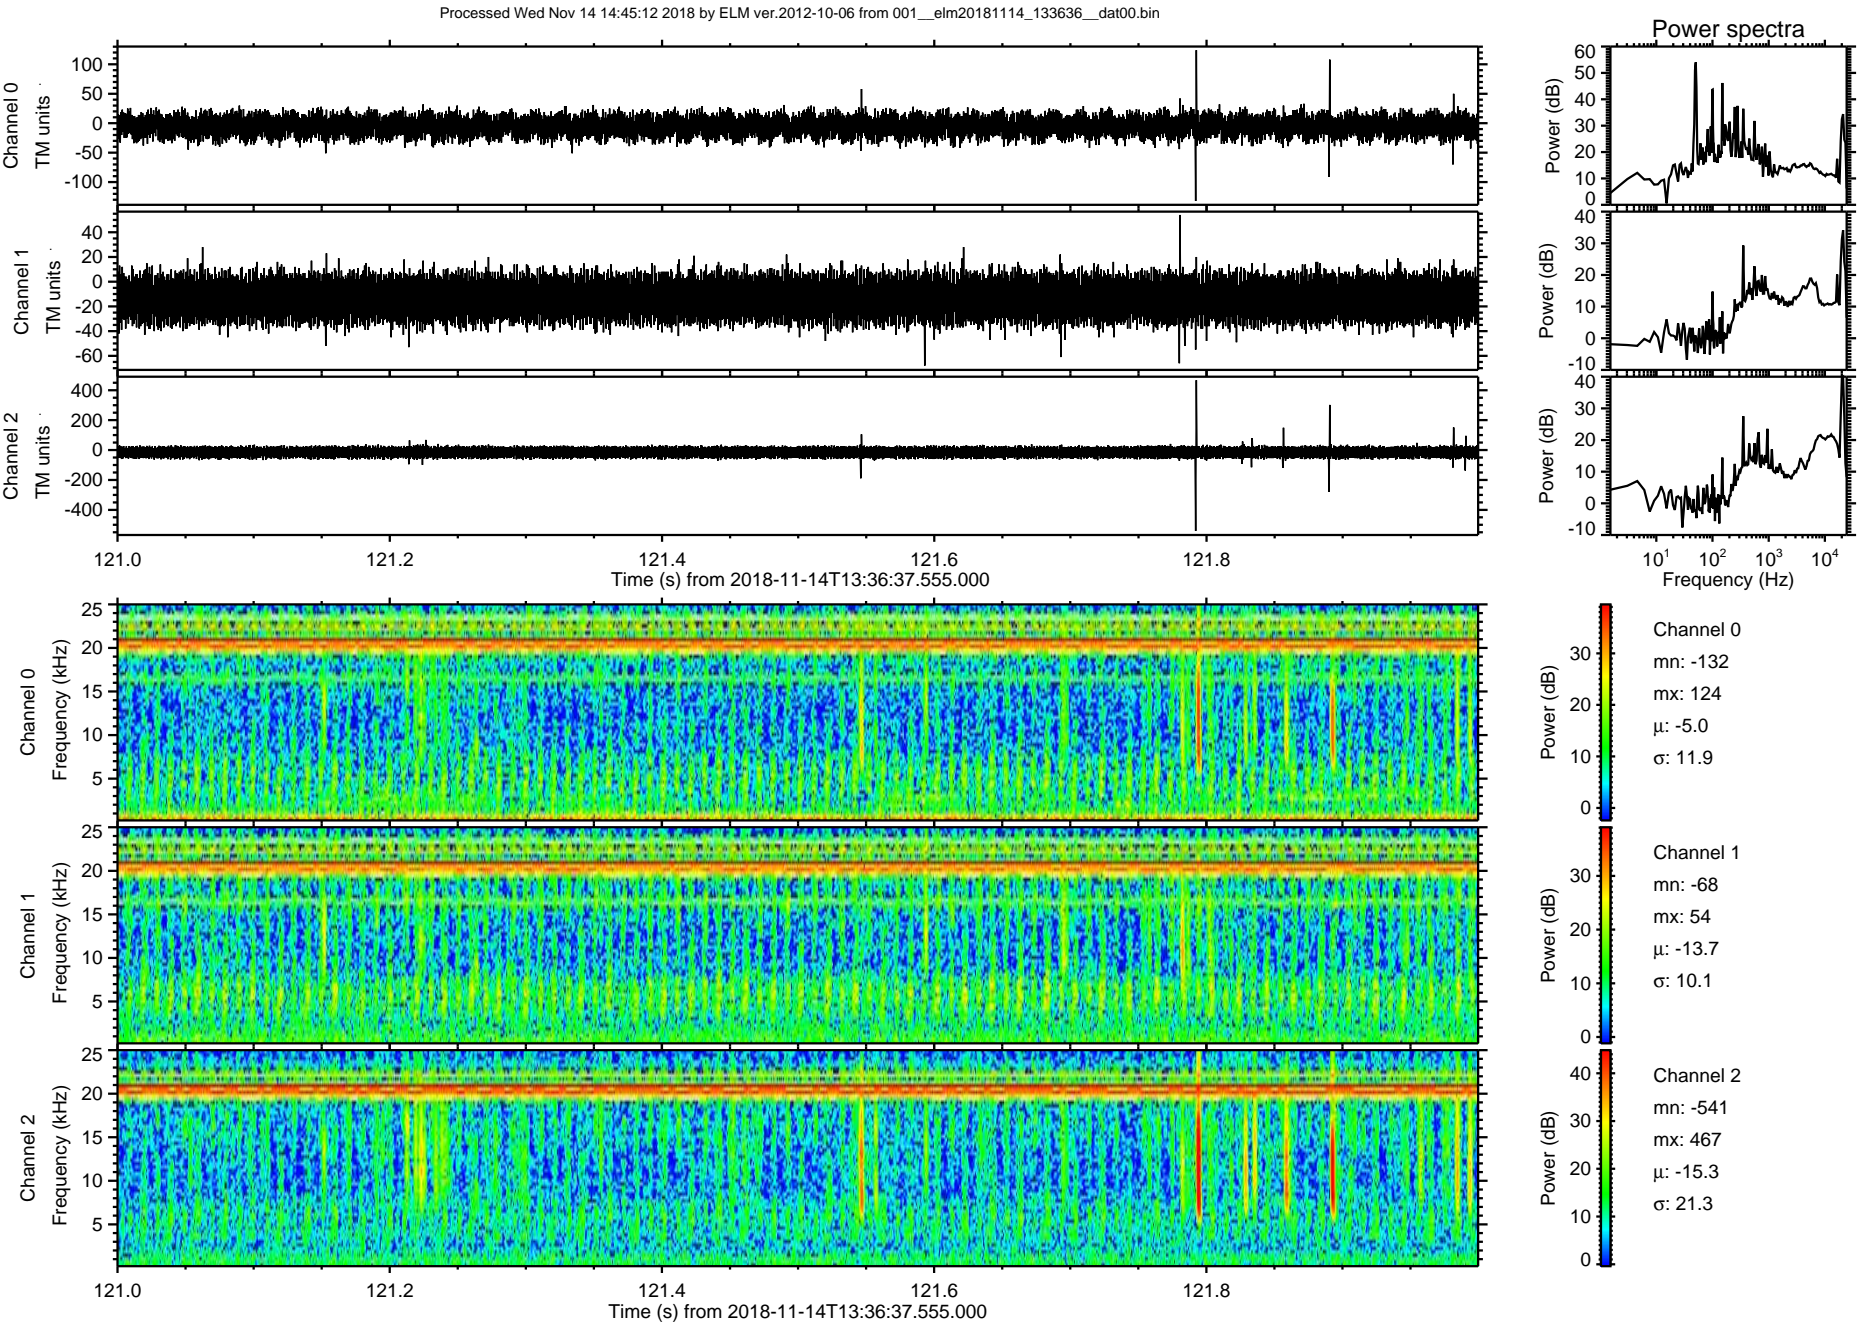 Processed Wed Nov 14 14:45:12 2018 by ELM ver.2012-10-06 from 001__elm20181114_133636__dat00.bin
Power spectra
Channel 0
TM units
100
50
0
-50
-100
Power (dB)
60
50
40
30
20
10
0
Channel 1
TM units
40
20
0
-20
-40
-60
Power (dB)
40
30
20
10
0
-10
Channel 2
TM units
400
200
0
-200
-400
Power (dB)
40
30
20
10
0
-10
121.0 121.2 121.4 121.6 121.8
Time (s) from 2018-11-14T13:36:37.555.000
10^1 10^2 10^3 10^4
Frequency (Hz)
Channel 0
Frequency (kHz)
25
20
15
10
5
Power (dB)
30
20
10
0
Channel 0
mn: -132
mx: 124
μ: -5.0
σ: 11.9
Channel 1
Frequency (kHz)
25
20
15
10
5
Power (dB)
30
20
10
0
Channel 1
mn: -68
mx: 54
μ: -13.7
σ: 10.1
Channel 2
Frequency (kHz)
25
20
15
10
5
Power (dB)
40
30
20
10
0
Channel 2
mn: -541
mx: 467
μ: -15.3
σ: 21.3
121.0 121.2 121.4 121.6 121.8
Time (s) from 2018-11-14T13:36:37.555.000